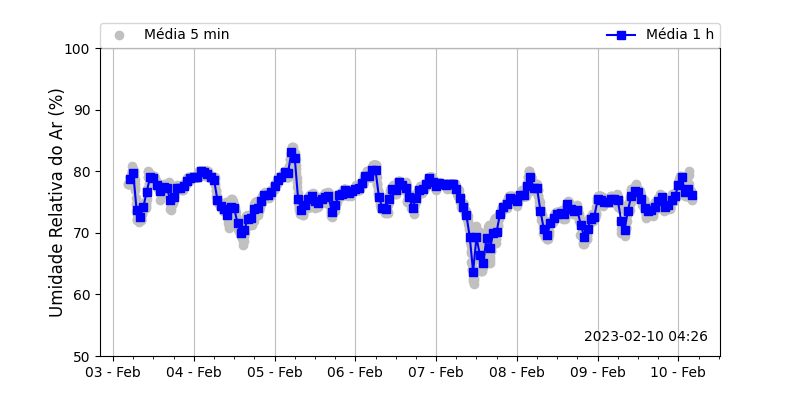 Média 5 min
Média 1 h
Umidade Relativa do Ar (%)
100
90
80
70
60
50
2023-02-10 04:26
03 - Feb
04 - Feb
05 - Feb
06 - Feb
07 - Feb
08 - Feb
09 - Feb
10 - Feb